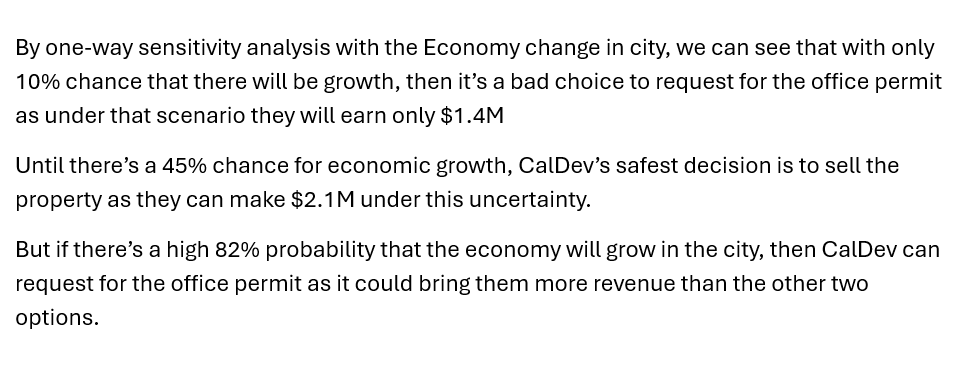 By one-way sensitivity analysis with the Economy change in city, we can see that with only
10% chance that there will be growth, then it’s a bad choice to request for the office permit
as under that scenario they will earn only $1.4M
Until there’s a 45% chance for economic growth, CalDev’s safest decision is to sell the
property as they can make $2.1M under this uncertainty.
But if there’s a high 82% probability that the economy will grow in the city, then CalDev can
request for the office permit as it could bring them more revenue than the other two
options.